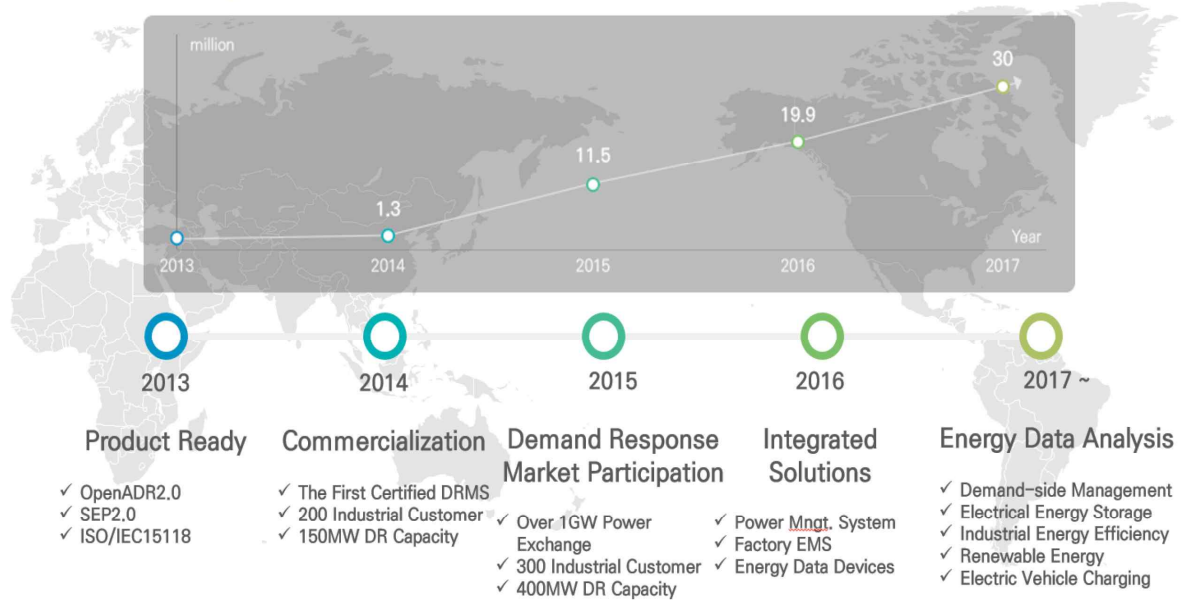 million
30
19.9
11.5
1.3
Year
2013
2014
2015
2016
2017
2013
2014
2015
2016
2017 ~
Product Ready
✓ OpenADR2.0
✓ SEP2.0
✓ ISO/IEC15118
Commercialization
✓ The First Certified DRMS
✓ 200 Industrial Customer
✓ 150MW DR Capacity
Demand Response
Market Participation
✓ Over 1GW Power
Exchange
✓ 300 Industrial Customer
✓ 400MW DR Capacity
Integrated
Solutions
✓ Power Mngt. System
✓ Factory EMS
✓ Energy Data Devices
Energy Data Analysis
✓ Demand-side Management
✓ Electrical Energy Storage
✓ Industrial Energy Efficiency
✓ Renewable Energy
✓ Electric Vehicle Charging